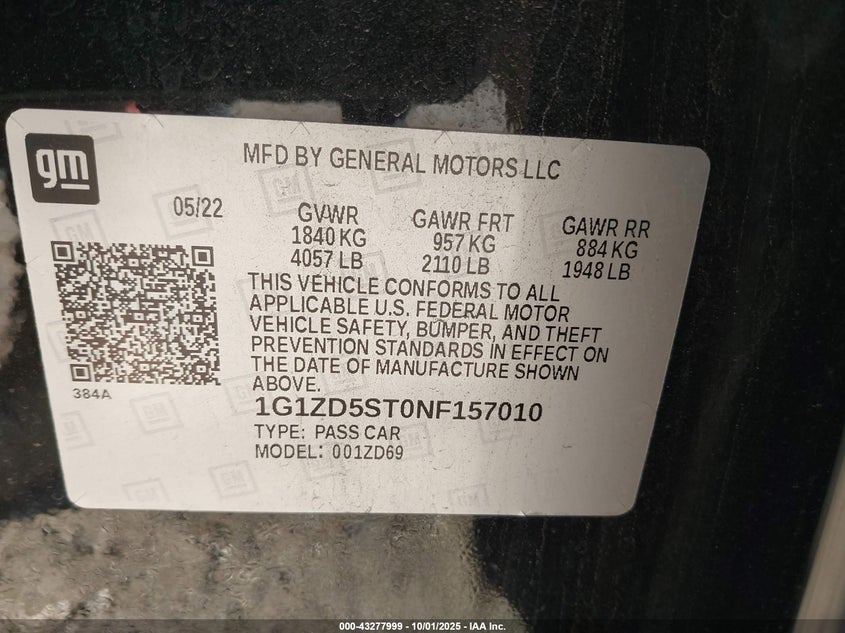 gm
MFD BY GENERAL MOTORS LLC
05/22
GVWR
1840 KG
4057 LB
GAWR FRT
957 KG
2110 LB
GAWR RR
884 KG
1948 LB
THIS VEHICLE CONFORMS TO ALL
APPLICABLE U.S. FEDERAL MOTOR
VEHICLE SAFETY, BUMPER, AND THEFT
PREVENTION STANDARDS IN EFFECT ON
THE DATE OF MANUFACTURE SHOWN
ABOVE.
384A
1G1ZD5ST0NF157010
TYPE: PASS CAR
MODEL: 001ZD69
000-43277999 - 10/01/2025 - IAA Inc.